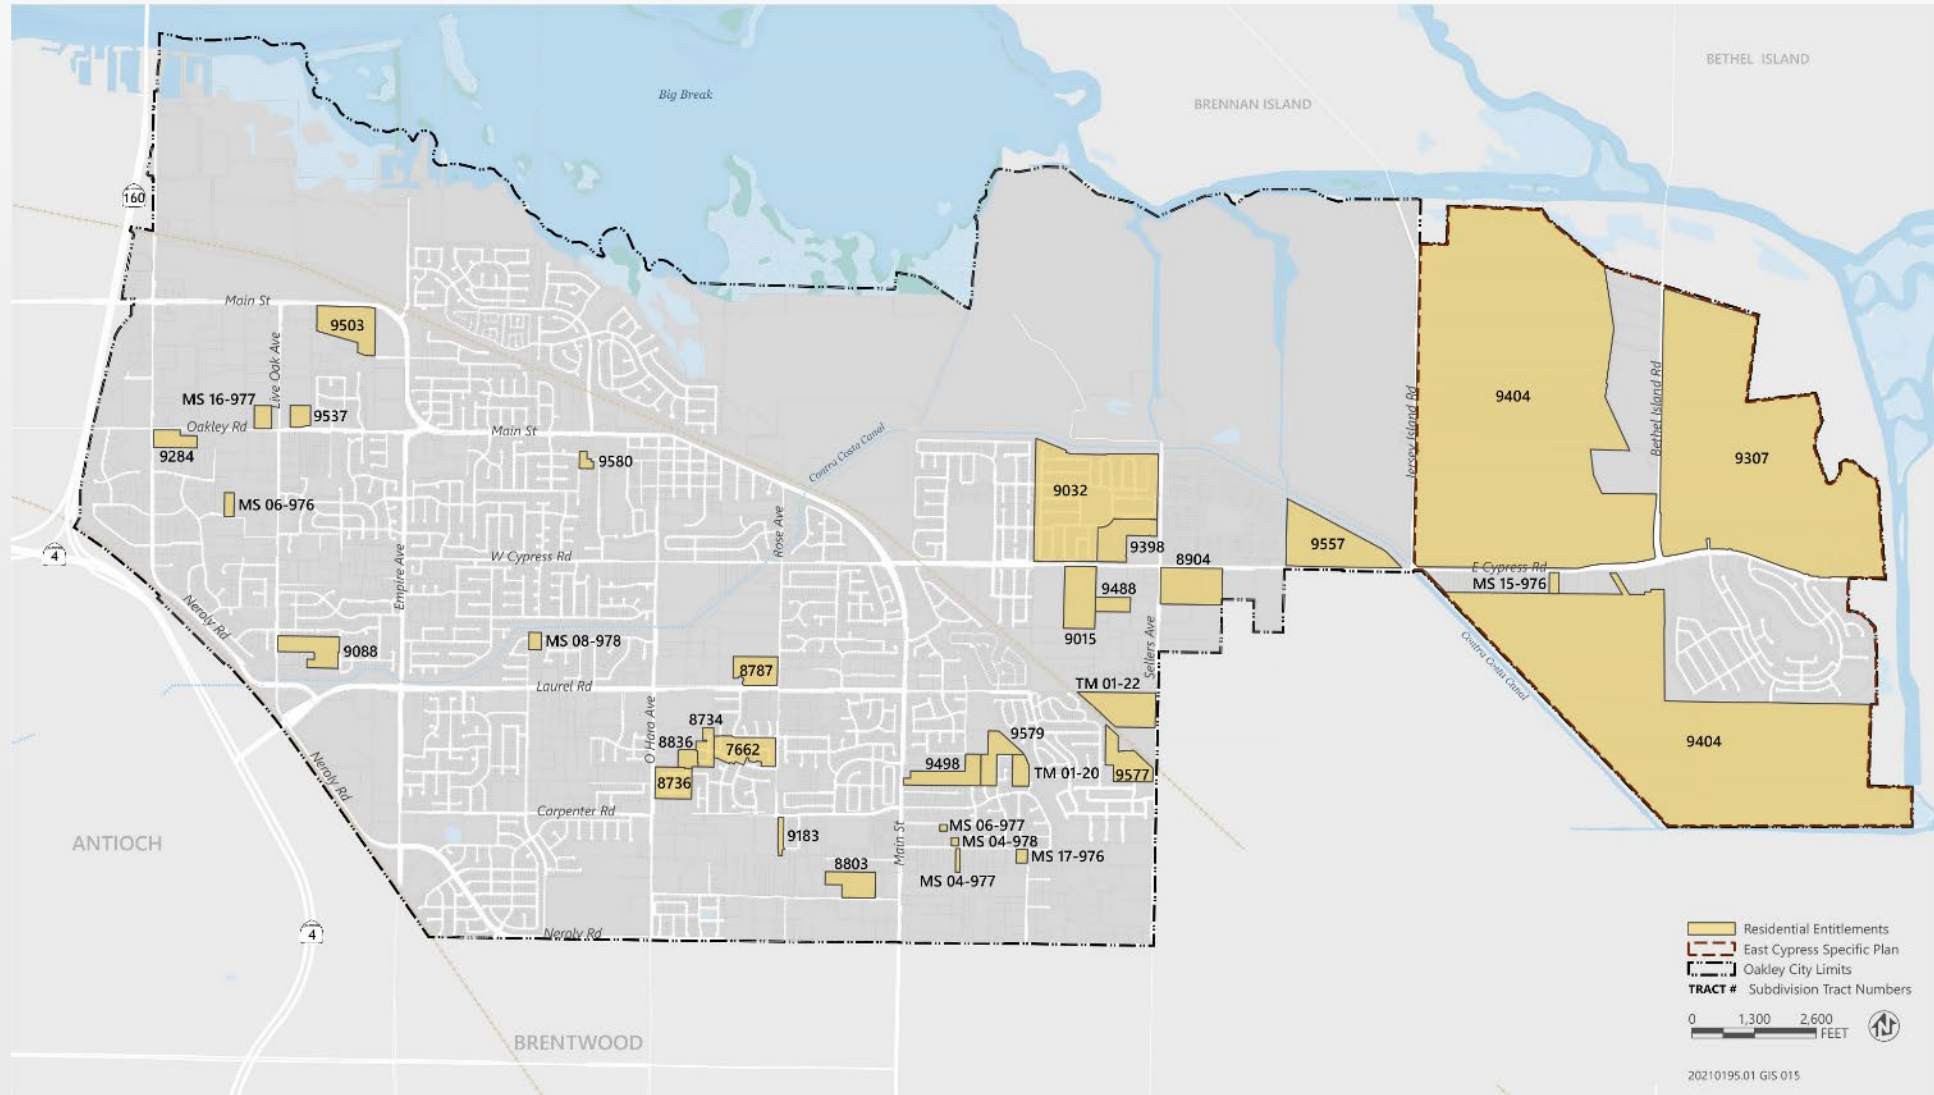 BETHEL ISLAND
Big Break
BRENNAN ISLAND
160
Main St
9503
Live Oak Ave
MS 16-977
9537
Oakley Rd
Main St
9284
9580
MS 06-976
Contra Costa Canal
9032
9398
9404
Jersey Island Rd
Bethel Island Rd
9307
4
W Cypress Rd
Rose Ave
Empire Ave
8904
9557
E Cypress Rd
MS 15-976
9488
9015
Sellers Ave
Neroly Rd
9088
MS 08-978
8787
Laurel Rd
TM 01-22
Contra Costa Canal
O'Hara Ave
8734
8836
7662
8736
9579
9498
TM 01-20
9577
9404
Neroly Rd
Carpenter Rd
9183
Main St
MS 06-977
MS 04-978
MS 17-976
MS 04-977
8803
ANTIOCH
4
Neroly Rd
BRENTWOOD
Residential Entitlements
East Cypress Specific Plan
Oakley City Limits
TRACT # Subdivision Tract Numbers
0 1,300 2,600
FEET
N
20210195.01 GIS 015